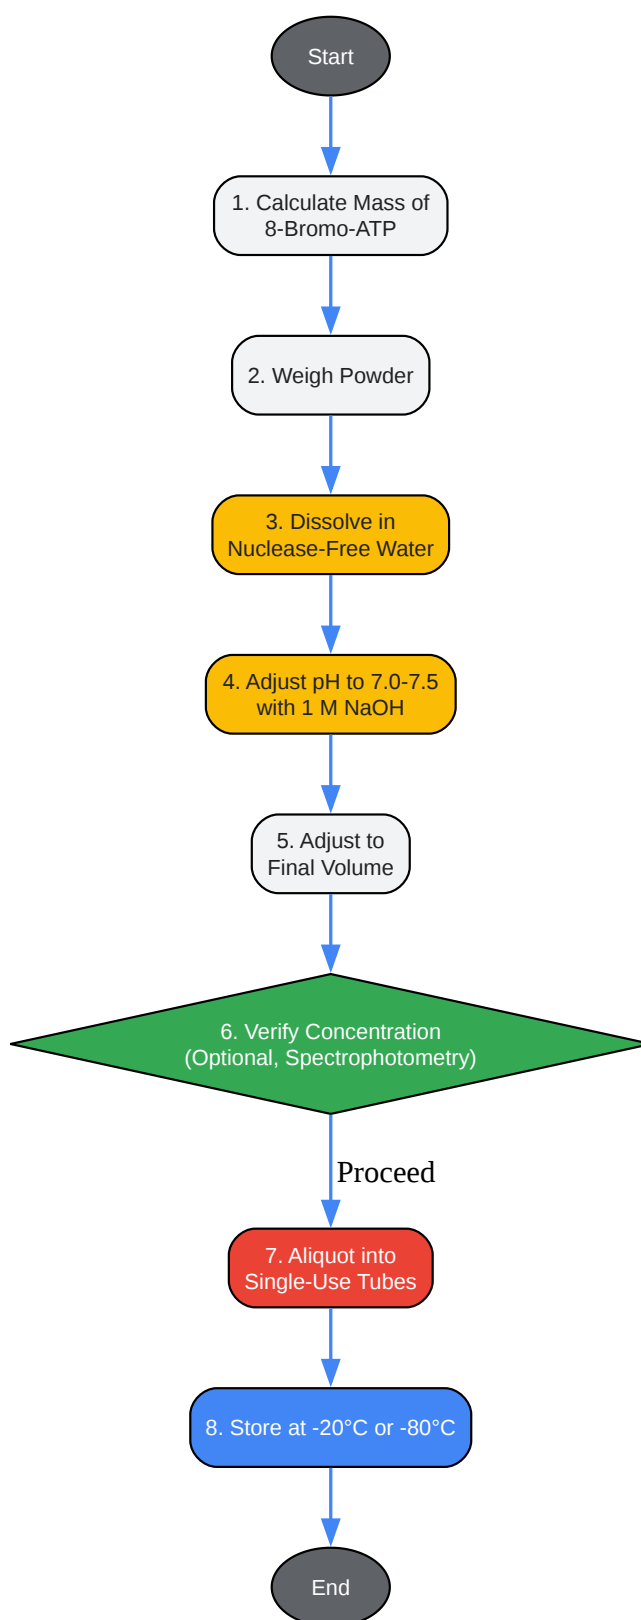 Start
1. Calculate Mass of
8-Bromo-ATP
2. Weigh Powder
3. Dissolve in
Nuclease-Free Water
4. Adjust pH to 7.0-7.5
with 1 M NaOH
5. Adjust to
Final Volume
6. Verify Concentration
(Optional, Spectrophotometry)
Proceed
7. Aliquot into
Single-Use Tubes
8. Store at -20°C or -80°C
End